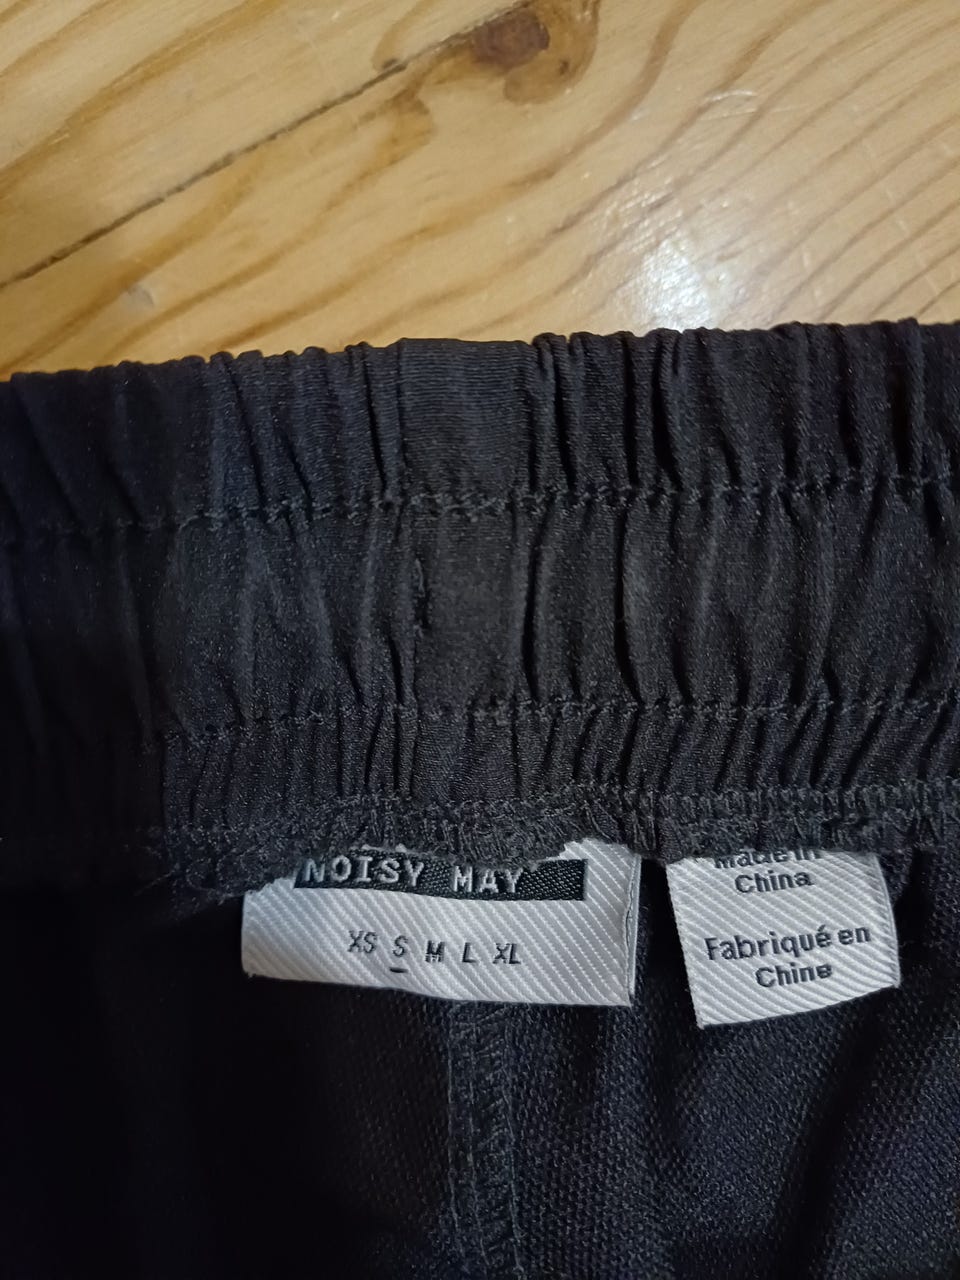 NOISY MAY
XS S M L XL
Made in
China
Fabriqué en
Chine